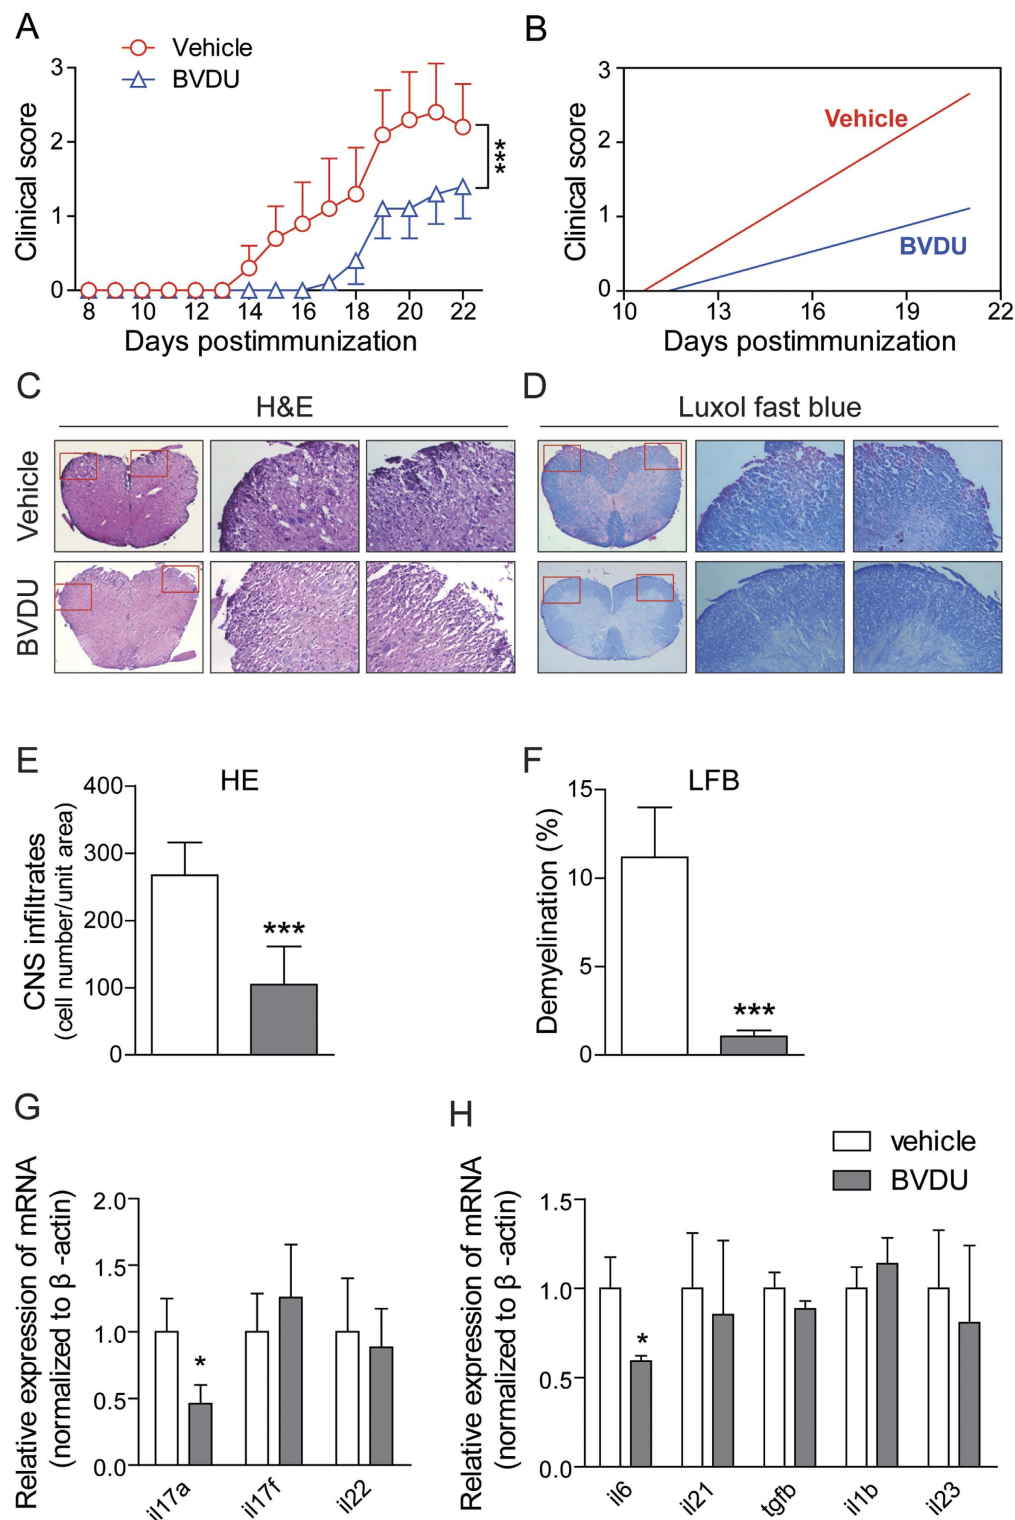 A
Vehicle
BVDU
Clinical score
3
2
1
0
***
8 10 12 14 16 18 20 22
Days postimmunization
B
Clinical score
3
2
1
0
Vehicle
BVDU
10 13 16 19 22
Days postimmunization
C
H&E
Vehicle
BVDU
D
Luxol fast blue
E
HE
CNS infiltrates
(cell number/unit area)
400
300
200
100
0
***
F
LFB
Demyelination (%)
15
10
5
0
***
G
Relative expression of mRNA
(normalized to β -actin)
2.0
1.5
1.0
0.5
0.0
*
il17a il17f il22
H
vehicle
BVDU
Relative expression of mRNA
(normalized to β -actin)
1.5
1.0
0.5
0.0
*
il6 il21 tgfb il1b il23